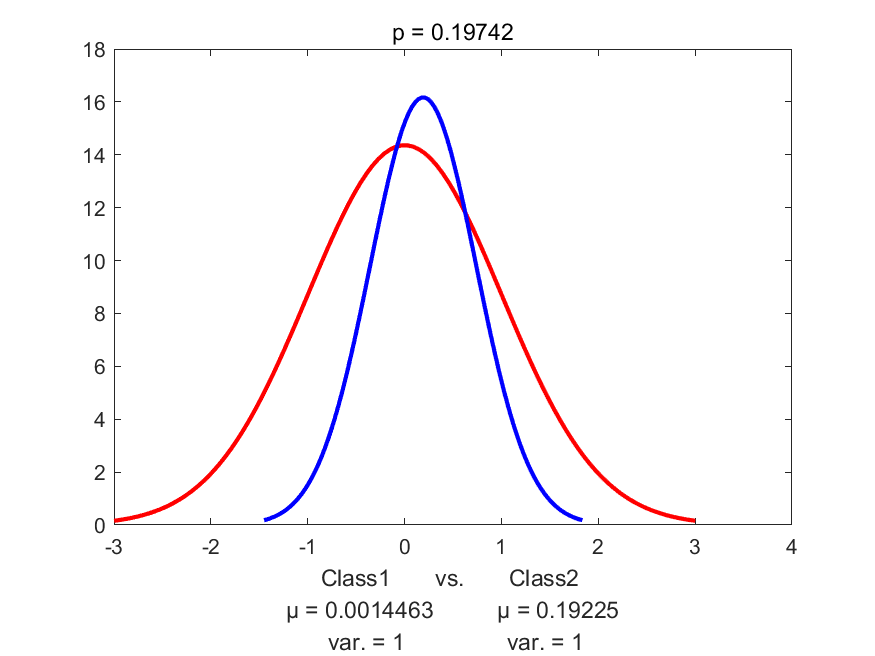 p = 0.19742
18
16
14
12
10
8
6
4
2
0
-3 -2 -1 0 1 2 3 4
Class1 vs. Class2
μ = 0.0014463 μ = 0.19225
var. = 1 var. = 1